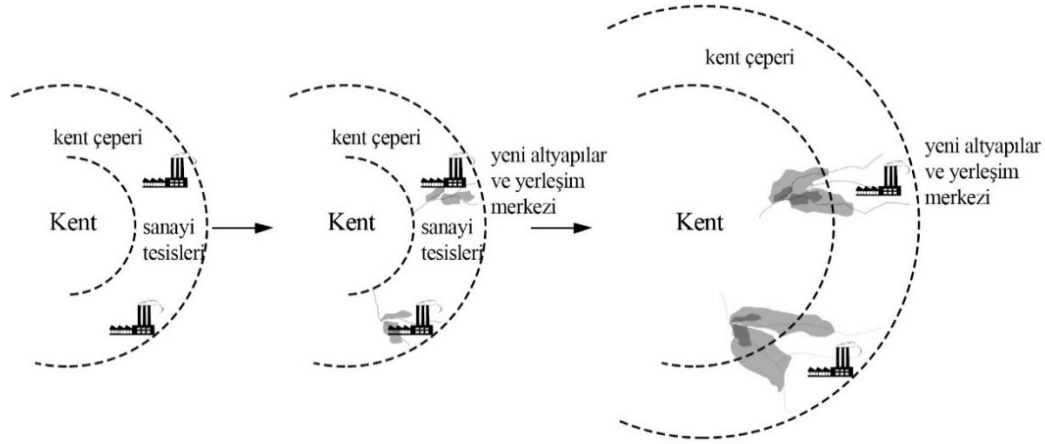 kent çeperi
Kent
sanayi
tesisleri
kent çeperi
Kent
sanayi
tesisleri
yeni altyapılar
ve yerleşim
merkezi
kent çeperi
Kent
yeni altyapılar
ve yerleşim
merkezi